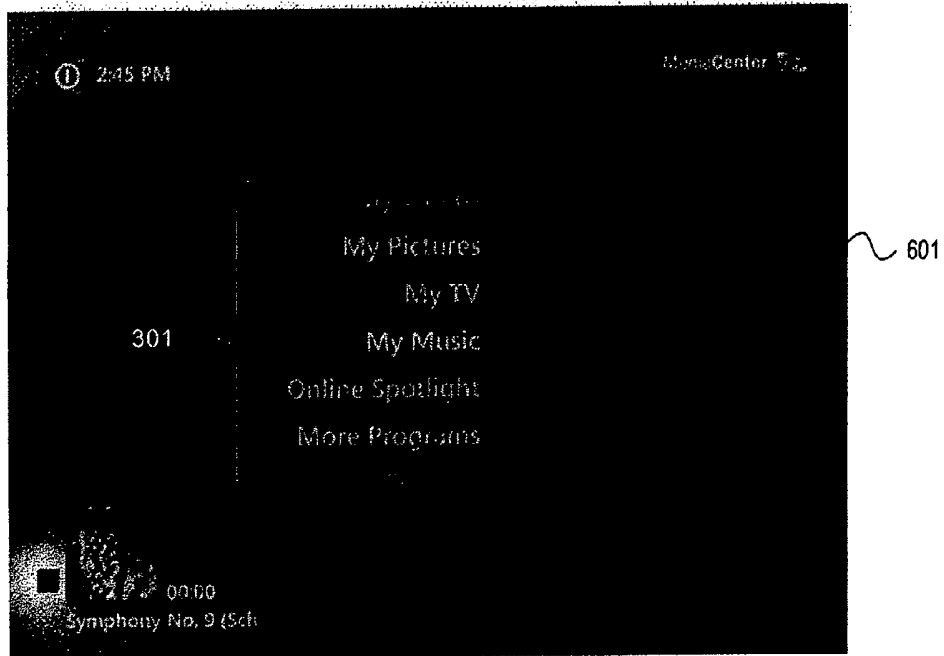 2:45 PM
Center
My Pictures
601
My TV
301
My Music
Online Spotlight
More Programs
00:00
Symphony No. 9 (Sch